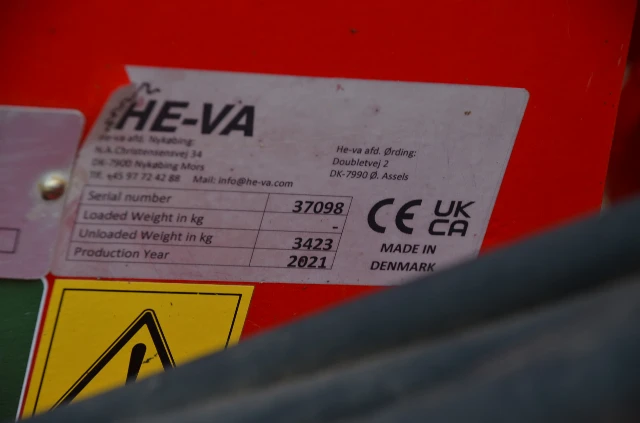 HE-VA
He-va afd. Nykøbing:
N.A.Christensensvej 34
DK-7900 Nykøbing Mors
Tlf. +45 97 72 42 88 Mail: info@he-va.com
He-va afd. Ørding:
Doubletvej 2
DK-7990 Ø. Assels
Serial number 37098
Loaded Weight in kg -
Unloaded Weight in kg 3423
Production Year 2021
CE UK
CA
MADE IN
DENMARK